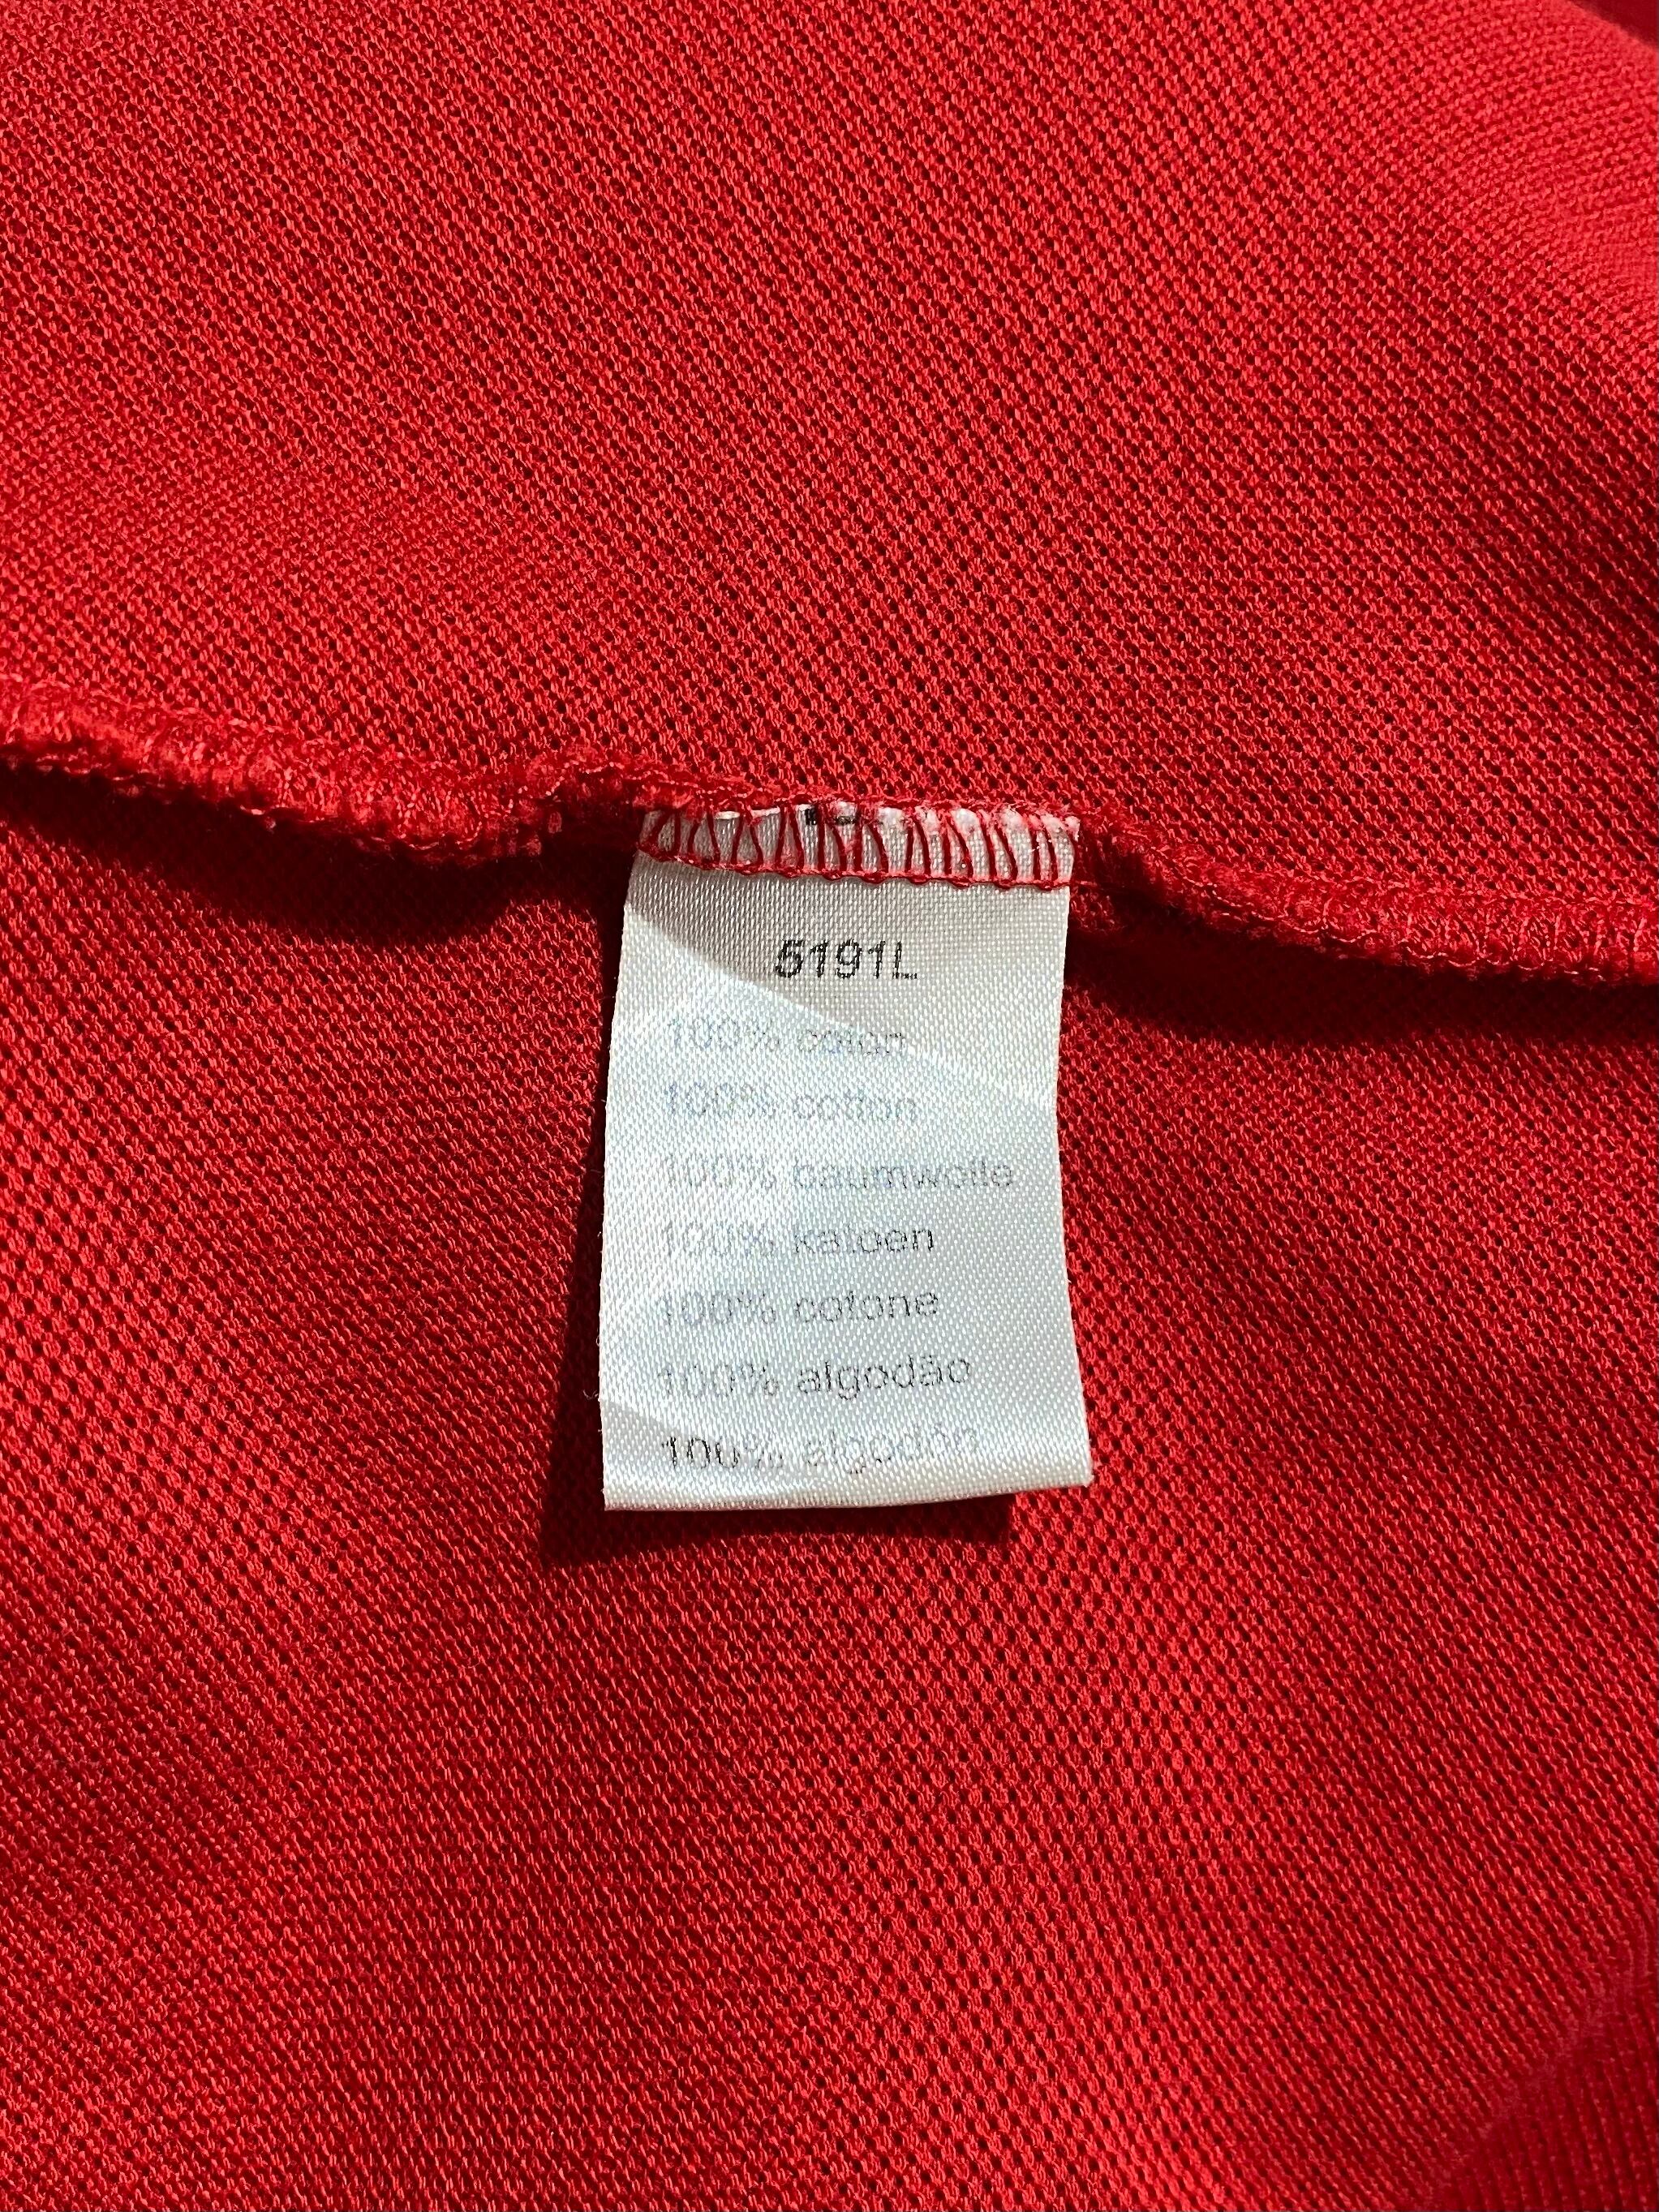 5191L
100% coton
100% cotton
100% baumwolle
100% katoen
100% cotone
100% algodão
100% algodón